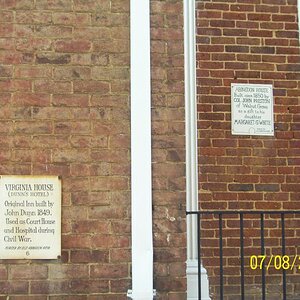 VIRGINIA HOUSE
(DUNN'S HOTEL)
Original Inn built by
John Dunn 1849.
Used as Court House
and Hospital during
Civil War.
6
ABINGDON HOUSE
Built circa 1850 by
COL JOHN PRESTON
of Walnut Grove
as a gift to his
daughter
MARGARET G. WHITE
07/08/